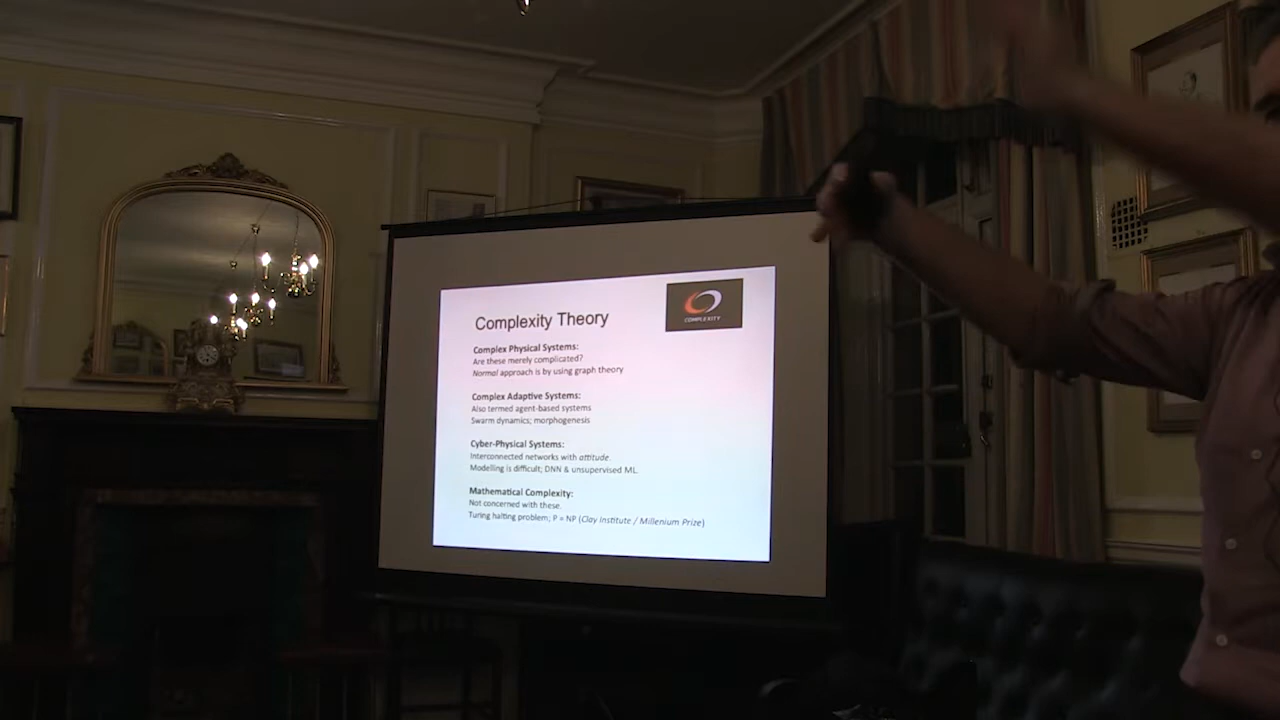 Complexity Theory
COMPLEXITY
Complex Physical Systems:
Are these merely complicated?
Normal approach is by using graph theory
Complex Adaptive Systems:
Also termed agent-based systems
Swarm dynamics; morphogenesis
Cyber-Physical Systems:
Interconnected networks with attitude.
Modelling is difficult; DNN & unsupervised ML.
Mathematical Complexity:
Not concerned with these.
Turing halting problem; P = NP (Clay Institute / Millenium Prize)